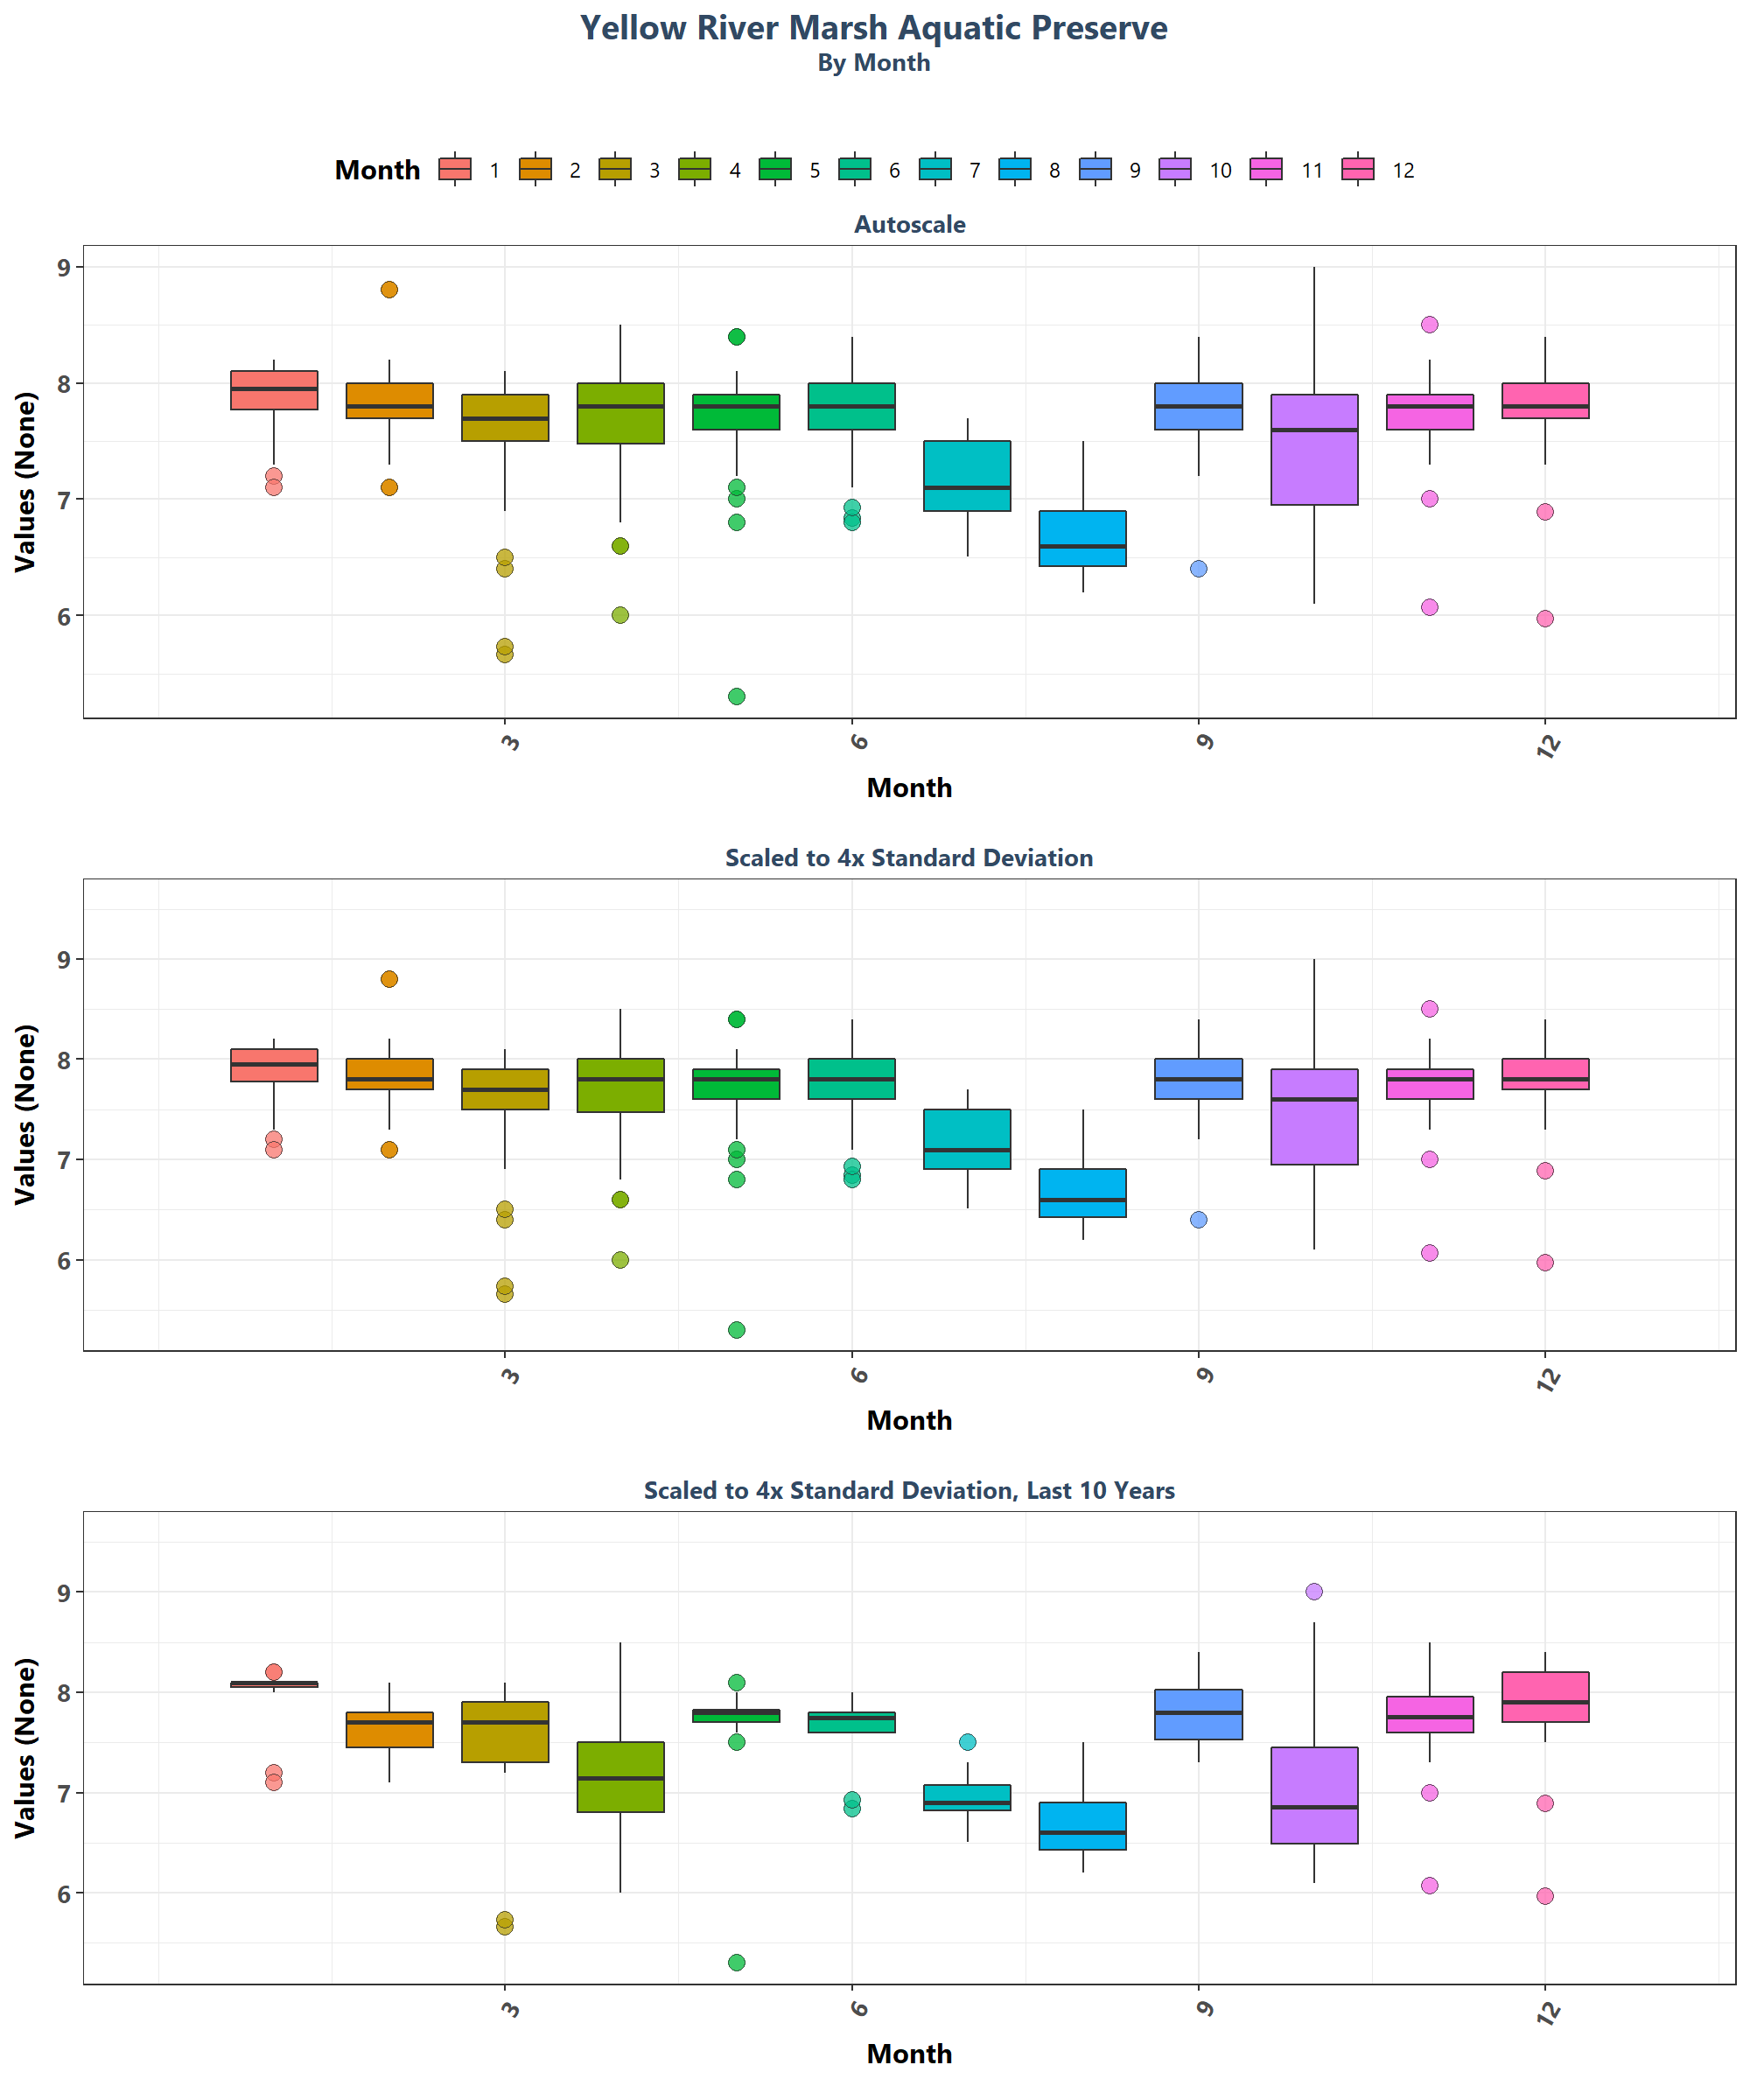 Yellow River Marsh Aquatic Preserve
By Month
Month 1 2 3 4 5 6 7 8 9 10 11 12
Autoscale
Values (None)
9
8
7
6
3 6 9 12
Month
Scaled to 4x Standard Deviation
Values (None)
9
8
7
6
3 6 9 12
Month
Scaled to 4x Standard Deviation, Last 10 Years
Values (None)
9
8
7
6
3 6 9 12
Month